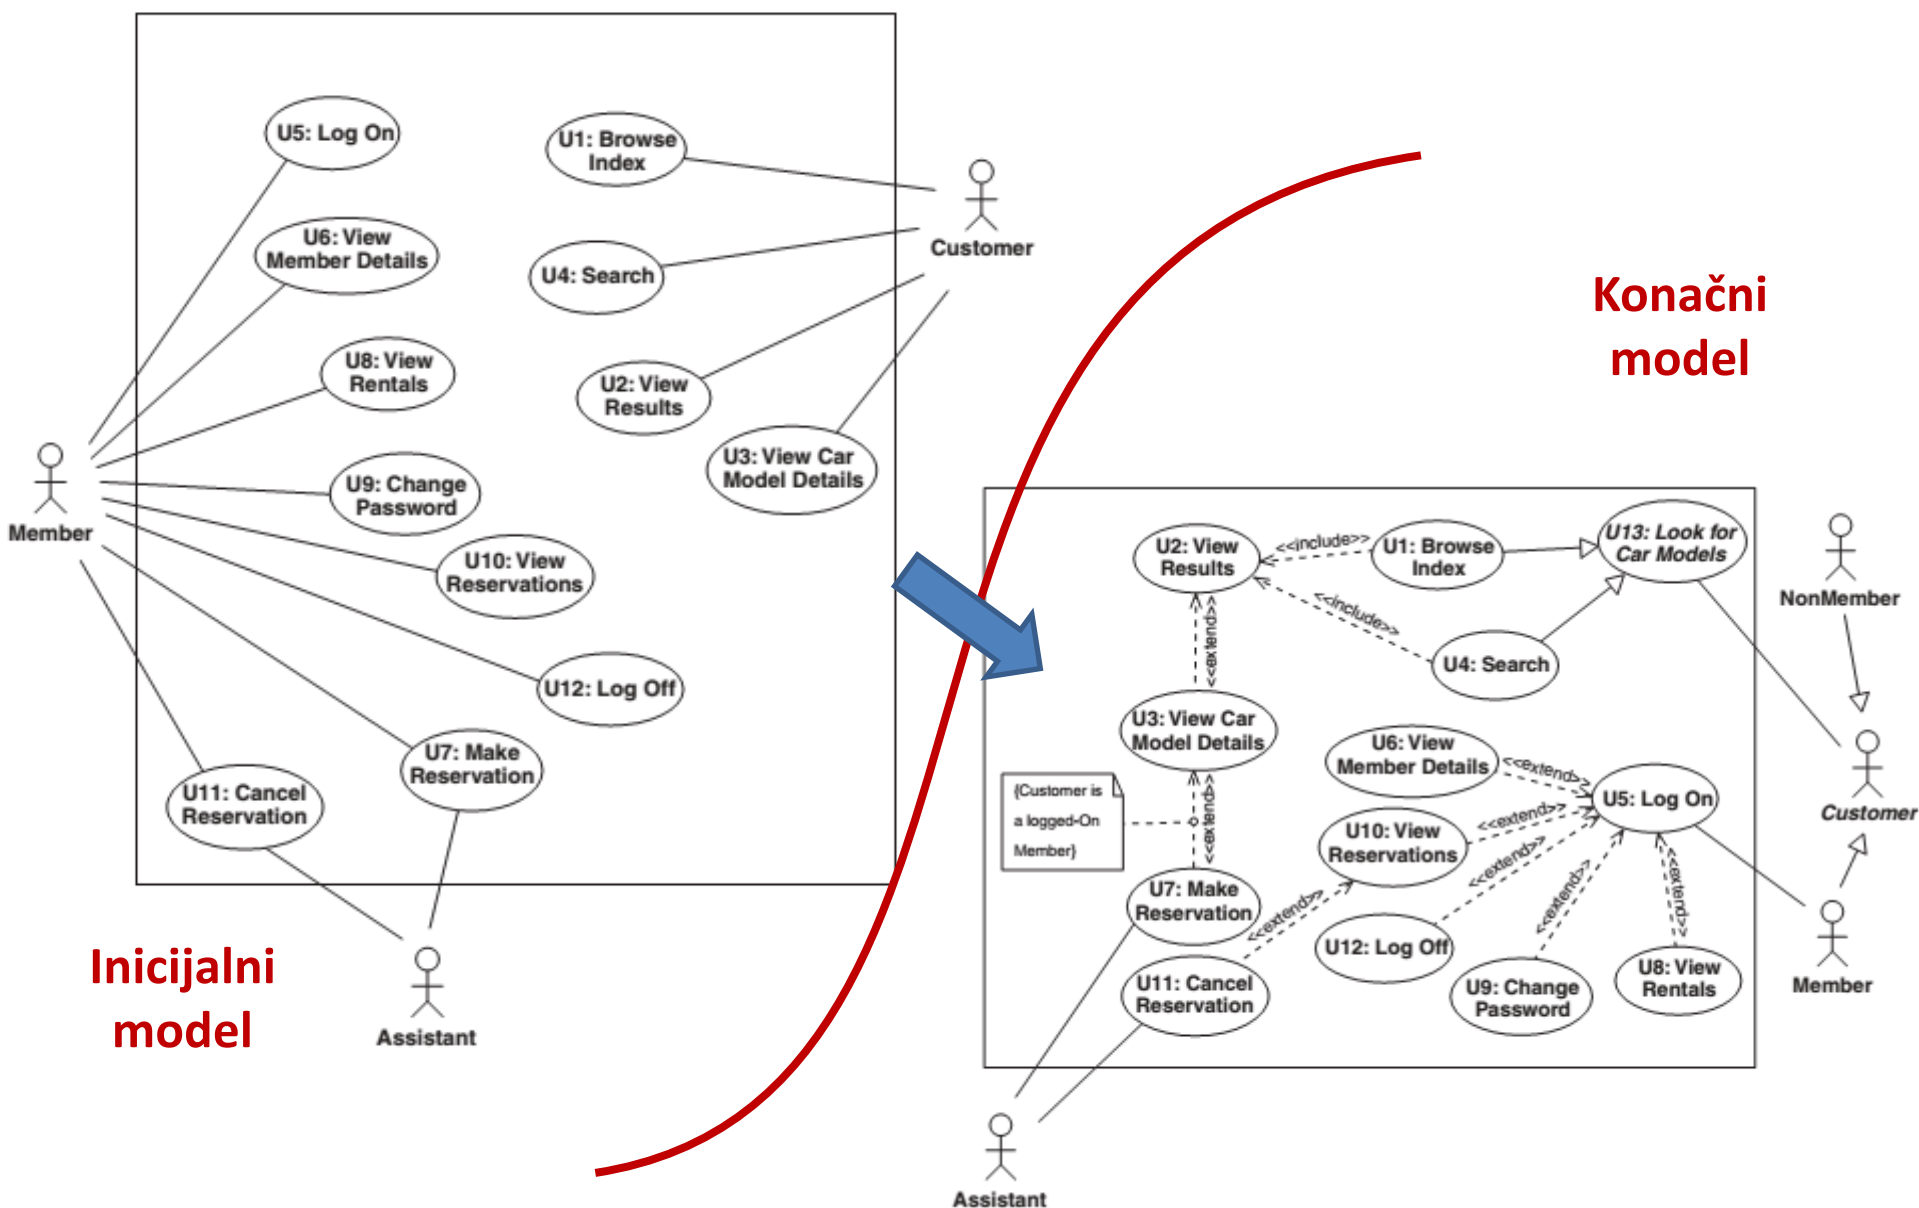 U5: Log On
U1: Browse
Index
U6: View
Member Details
Customer
U4: Search
U8: View
Rentals
U2: View
Results
U3: View Car
Model Details
U9: Change
Password
Member
U10: View
Reservations
U12: Log Off
U7: Make
Reservation
U11: Cancel
Reservation
Assistant
Inicijalni
model
Konačni
model
U2: View
Results
<<include>>
U1: Browse
Index
U13: Look for
Car Models
NonMember
<<include>>
<<extend>>
U4: Search
U3: View Car
Model Details
U6: View
Member Details
<<extend>>
U5: Log On
Customer
{Customer is
a logged-On
Member}
<<extend>>
U10: View
Reservations
<<extend>>
<<extend>>
<<extend>>
<<extend>>
U7: Make
Reservation
<<extend>>
U12: Log Off
U11: Cancel
Reservation
U9: Change
Password
U8: View
Rentals
Member
Assistant